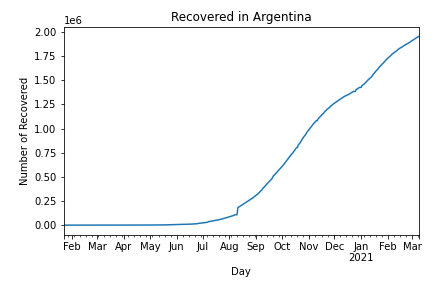 Recovered in Argentina
1e6
2.00
1.75
1.50
1.25
1.00
0.75
0.50
0.25
0.00
Number of Recovered
Feb Mar Apr May Jun Jul Aug Sep Oct Nov Dec Jan Feb Mar
2021
Day